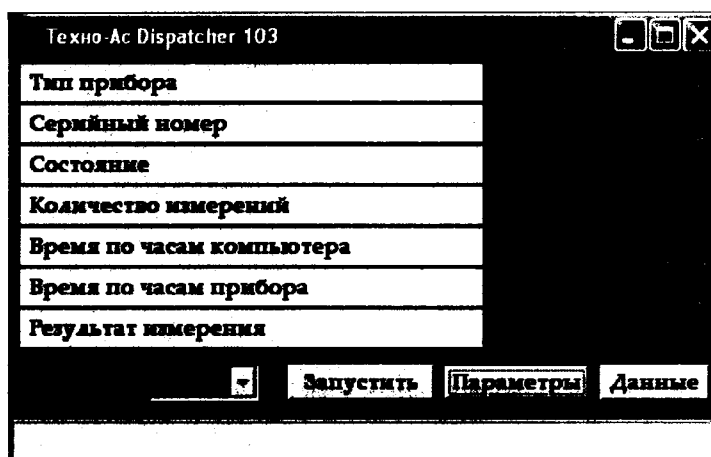 Техно-Ас Dispatcher 103
Тип прибора
Серийный номер
Состояние
Количество измерений
Время по часам компьютера
Время по часам прибора
Результат измерения
Запустить Параметры Данные